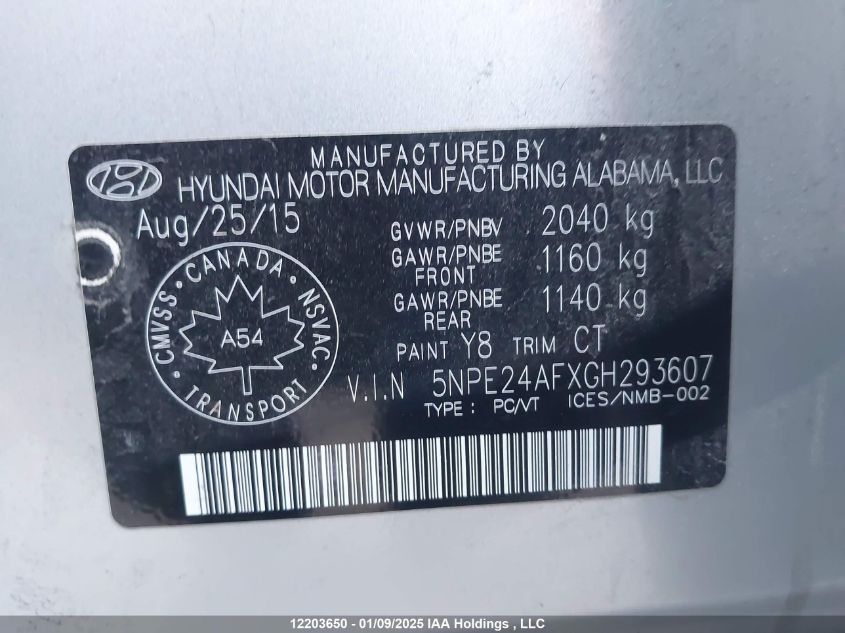 MANUFACTURED BY
HYUNDAI MOTOR MANUFACTURING ALABAMA, LLC
Aug/25/15
GVWR/PNBV 2040 kg
GAWR/PNBE FRONT 1160 kg
GAWR/PNBE REAR 1140 kg
CANADA
CMVSS · NSVAC
A54
TRANSPORT
PAINT Y8 TRIM CT
V.I.N 5NPE24AFXGH293607
TYPE : PC/VT ICES/NMB-002
12203650 - 01/09/2025 IAA Holdings , LLC